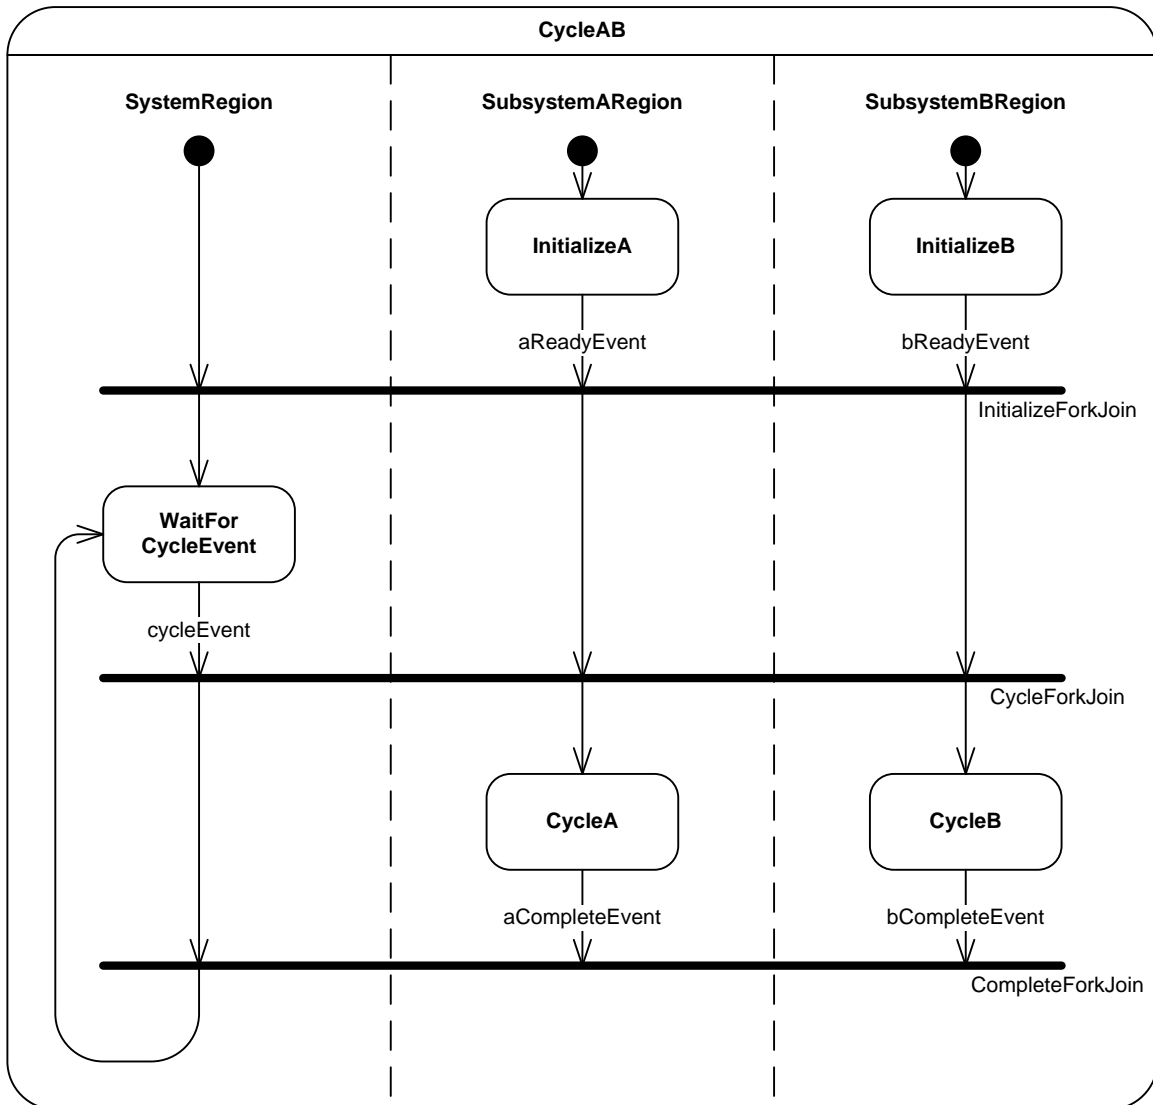 CycleAB
SystemRegion
SubsystemARegion
SubsystemBRegion
InitializeA
InitializeB
aReadyEvent
bReadyEvent
InitializeForkJoin
WaitFor
CycleEvent
cycleEvent
CycleForkJoin
CycleA
CycleB
aCompleteEvent
bCompleteEvent
CompleteForkJoin